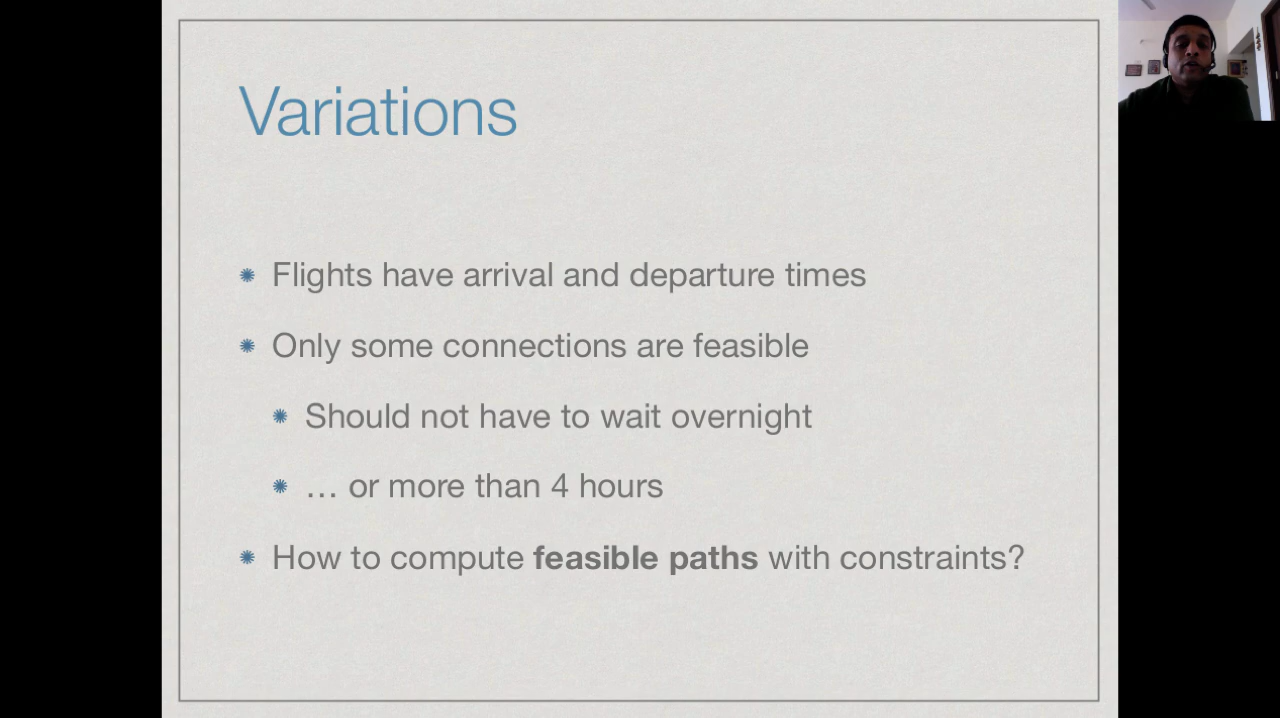 Variations
Flights have arrival and departure times
Only some connections are feasible
Should not have to wait overnight
… or more than 4 hours
How to compute feasible paths with constraints?